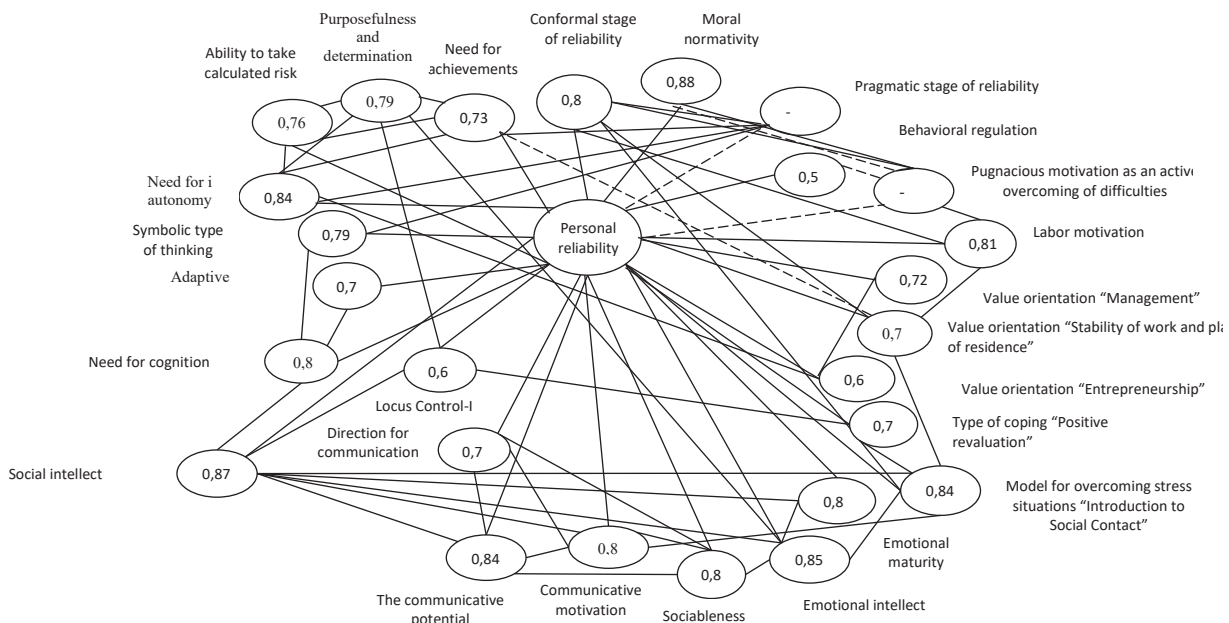 Purposefulness
and
determination
Conformal stage
of reliability
Moral
normativity
Ability to take
calculated risk
Need for
achievements
Pragmatic stage of reliability
0,88
0,79
0,8
-
0,76
0,73
Behavioral regulation
Pugnacious motivation as an active
overcoming of difficulties
0,5
Need for i
autonomy
0,84
-
Symbolic type
of thinking
0,79
Personal
reliability
0,81
Labor motivation
Adaptive
0,7
0,72
Value orientation “Management”
0,7
Value orientation “Stability of work and pla
of residence”
Need for cognition
0,8
0,6
0,6
Value orientation “Entrepreneurship”
Locus Control-I
0,7
Type of coping “Positive
revaluation”
Direction for
communication
0,7
Social intellect
0,87
0,8
0,84
Model for overcoming stress
situations “Introduction to
Social Contact”
0,84
0,8
0,85
Emotional
maturity
0,8
The communicative
potential
Communicative
motivation
Sociableness
Emotional intellect